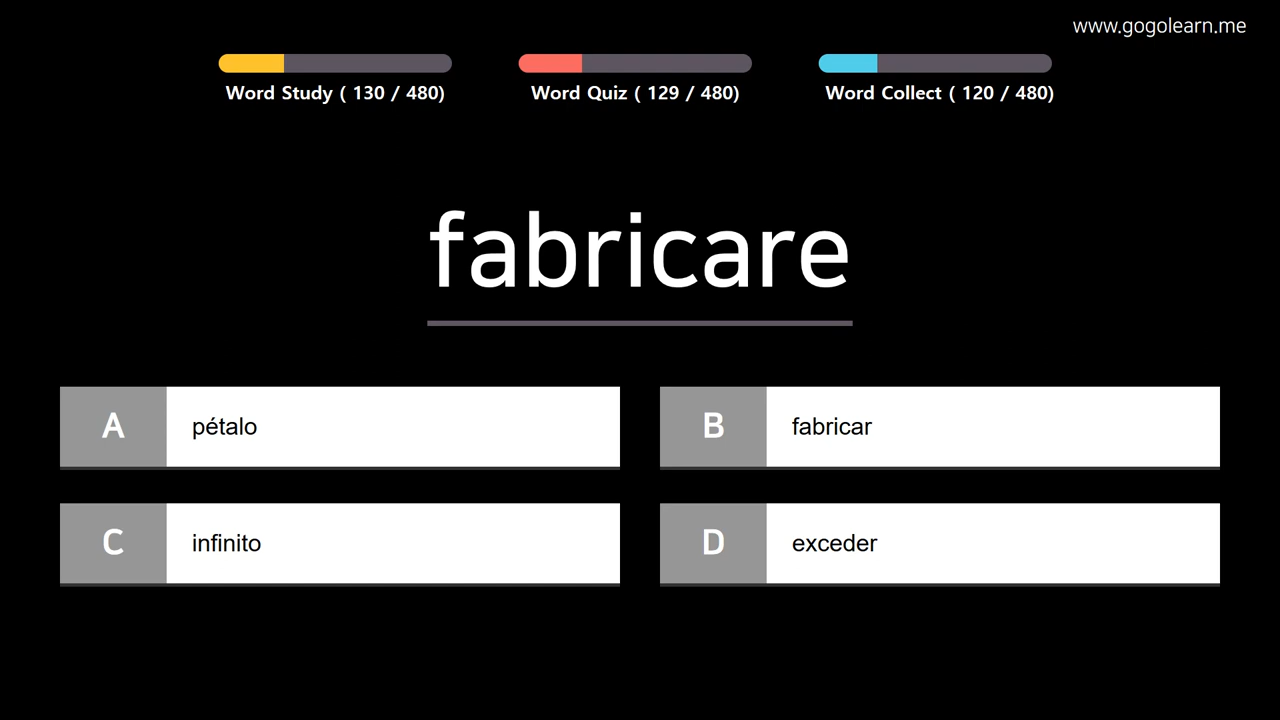 www.gogolearn.me
Word Study ( 130 / 480)
Word Quiz ( 129 / 480)
Word Collect ( 120 / 480)
fabricare
A
pétalo
B
fabricar
C
infinito
D
exceder